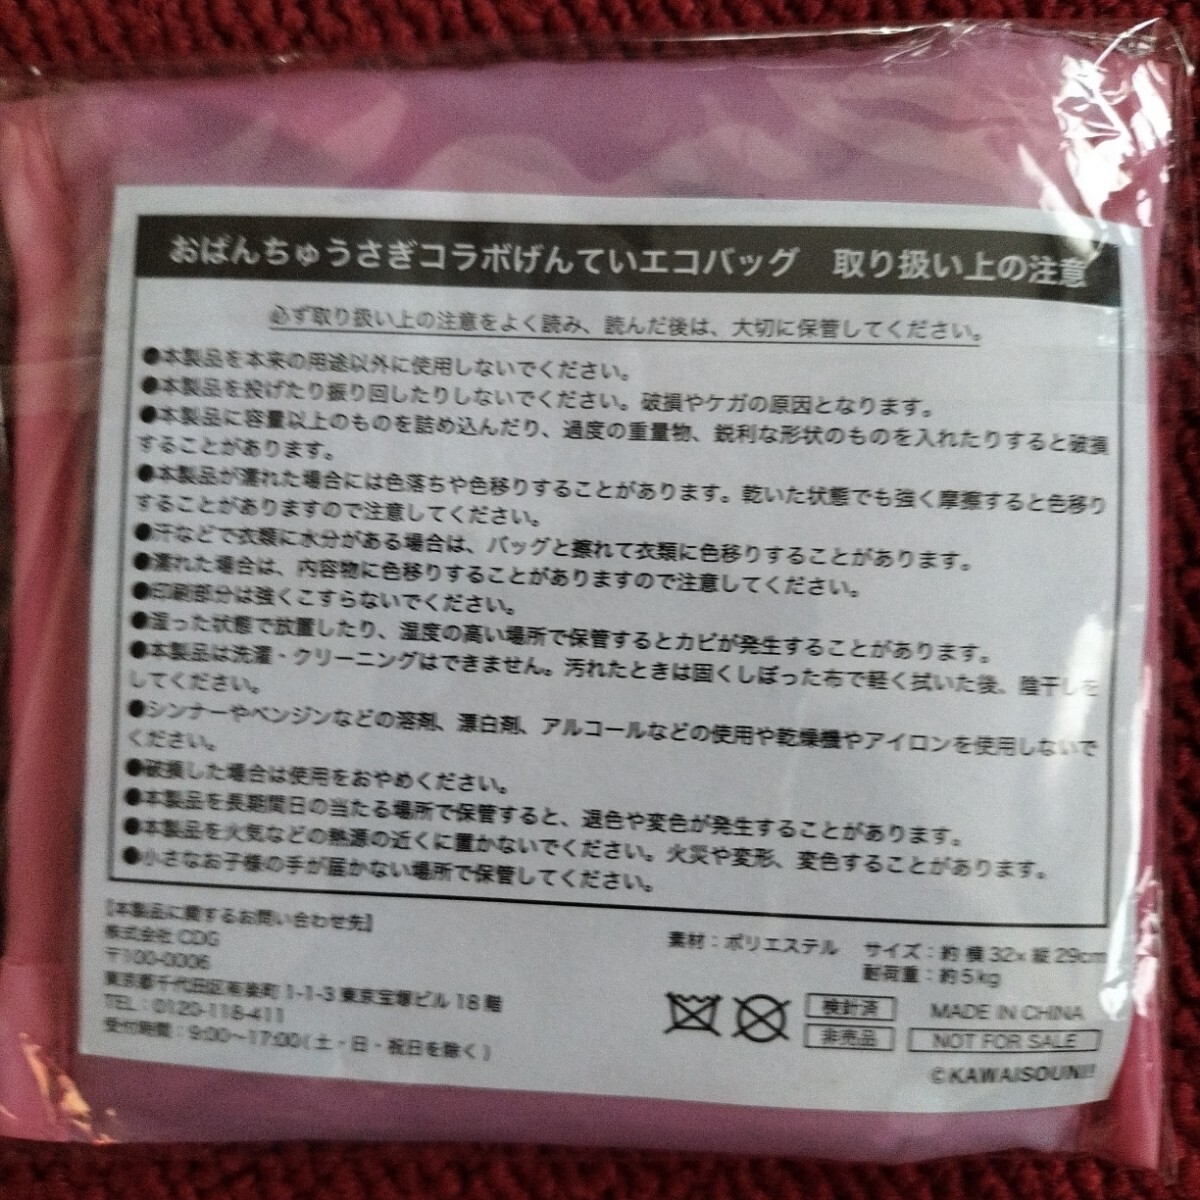 おぱんちゅうさぎコラボげんていエコバッグ　取り扱い上の注意
必ず取り扱い上の注意をよく読み、読んだ後は、大切に保管してください。
●本製品を本来の用途以外に使用しないでください。
●本製品を投げたり振り回したりしないでください。破損やケガの原因となります。
●本製品に容量以上のものを詰め込んだり、過度の重量物、鋭利な形状のものを入れたりすると破損
することがあります。
●本製品が濡れた場合には色落ちや色移りすることがあります。乾いた状態でも強く摩擦すると色移り
することがありますので注意してください。
●汗などで衣類に水分がある場合は、バッグと擦れて衣類に色移りすることがあります。
●濡れた場合は、内容物に色移りすることがありますので注意してください。
●印刷部分は強くこすらないでください。
●湿った状態で放置したり、湿度の高い場所で保管するとカビが発生することがあります。
●本製品は洗濯・クリーニングはできません。汚れたときは固くしぼった布で軽く拭いた後、陰干しを
してください。
●シンナーやベンジンなどの溶剤、漂白剤、アルコールなどの使用や乾燥機やアイロンを使用しないで
ください。
●破損した場合は使用をおやめください。
●本製品を長期間日の当たる場所で保管すると、退色や変色が発生することがあります。
●本製品を火気などの熱源の近くに置かないでください。火災や変形、変色することがあります。
●小さなお子様の手が届かない場所で保管してください。
【本製品に関するお問い合わせ先】
株式会社 CDG
〒100-0006
東京都千代田区有楽町 1-1-3 東京宝塚ビル 18 階
TEL：0120-118-411
受付時間：9:00～17:00(土・日・祝日を除く)
素材：ポリエステル　サイズ：約 横 32× 縦 29cm
耐荷重：約5kg
検針済　MADE IN CHINA
非売品　NOT FOR SALE
©KAWAISOUNI!